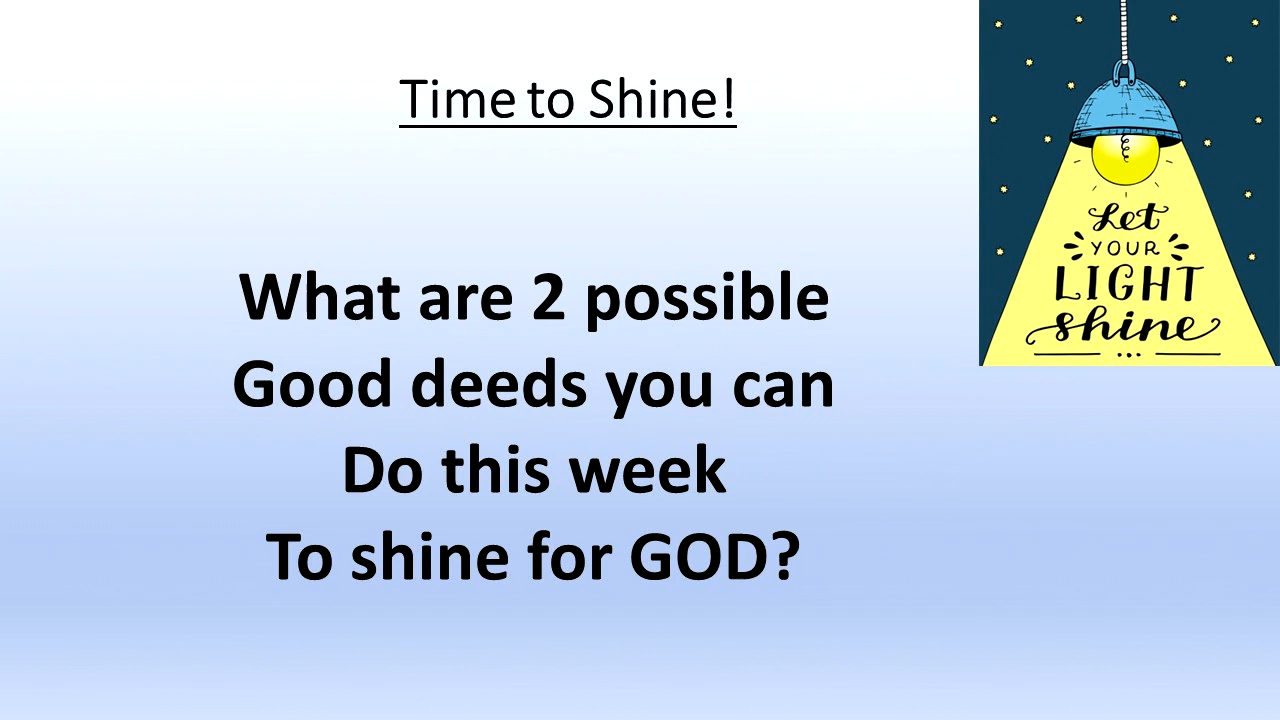 Time to Shine!
Let
YOUR
LIGHT
shine
What are 2 possible
Good deeds you can
Do this week
To shine for GOD?